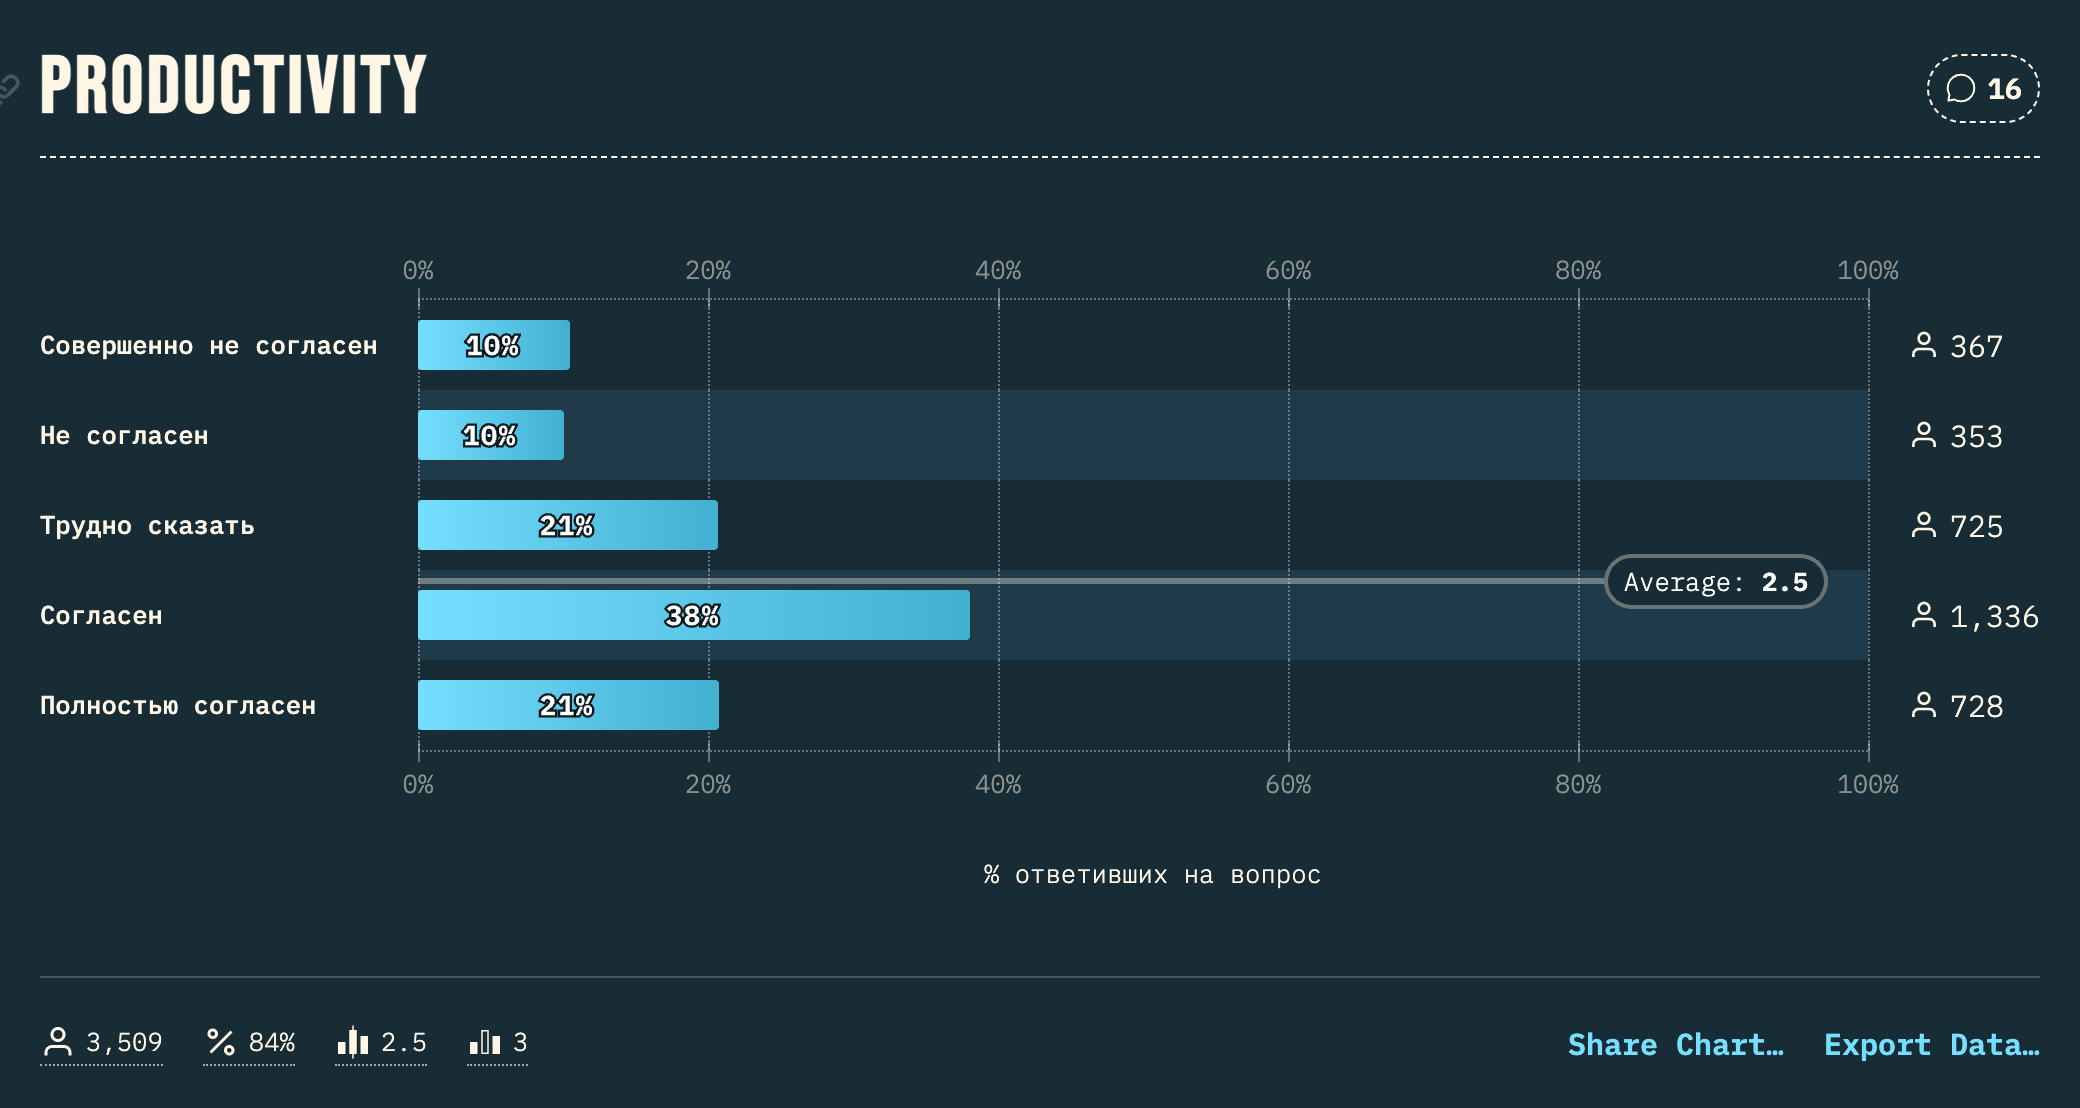 PRODUCTIVITY
16
0% 20% 40% 60% 80% 100%
Совершенно не согласен 10% 367
Не согласен 10% 353
Трудно сказать 21% 725
Average: 2.5
Согласен 38% 1,336
Полностью согласен 21% 728
0% 20% 40% 60% 80% 100%
% ответивших на вопрос
3,509 84% 2.5 3 Share Chart… Export Data…